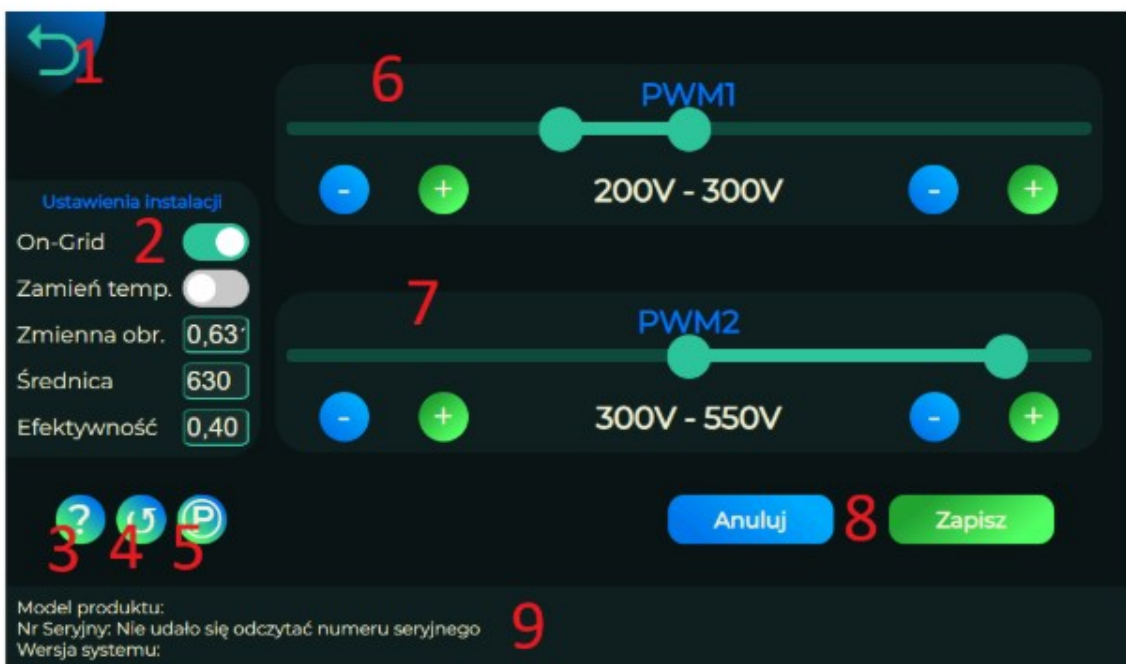 1
6
PWM1
- + 200V - 300V - +
Ustawienia instalacji
On-Grid 2
Zamień temp.
Zmienna obr. 0,63
Średnica 630
Efektywność 0,40
7
PWM2
- + 300V - 550V - +
? ↺ P
3 4 5
Anuluj 8 Zapisz
Model produktu:
Nr Seryjny: Nie udało się odczytać numeru seryjnego
Wersja systemu:
9